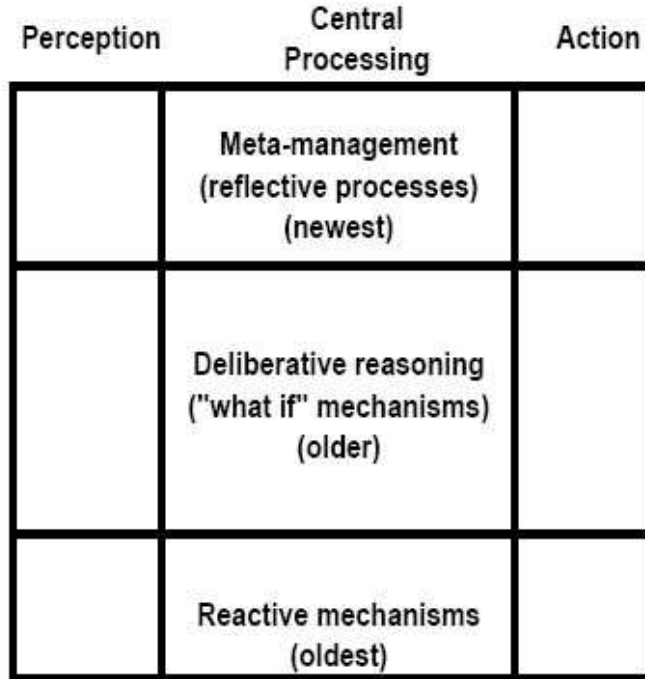 Perception
Central
Processing
Action
Meta-management
(reflective processes)
(newest)
Deliberative reasoning
("what if" mechanisms)
(older)
Reactive mechanisms
(oldest)